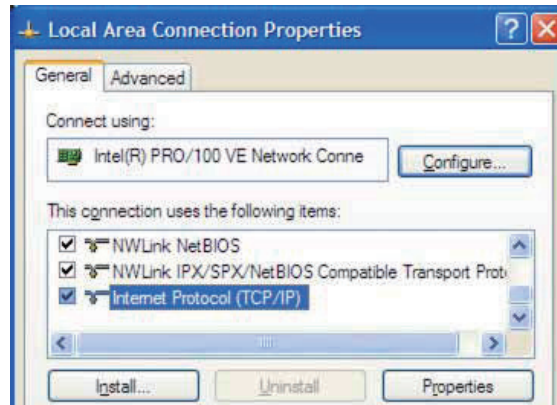 Local Area Connection Properties
General Advanced
Connect using:
Intel(R) PRO/100 VE Network Conne
Configure...
This connection uses the following items:
NWLink NetBIOS
NWLink IPX/SPX/NetBIOS Compatible Transport Prot
Internet Protocol (TCP/IP)
Install... Uninstall Properties